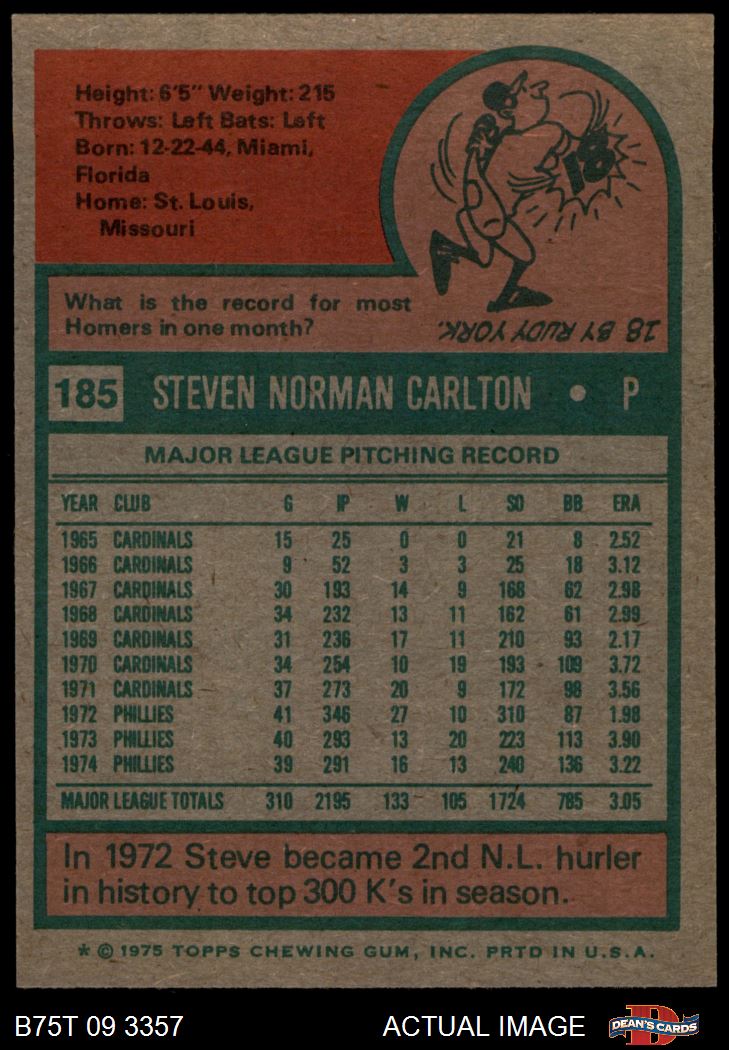 Height: 6'5" Weight: 215
Throws: Left Bats: Left
Born: 12-22-44, Miami,
Florida
Home: St. Louis,
Missouri
18
What is the record for most
Homers in one month?
18 BY RUDY YORK.
185 STEVEN NORMAN CARLTON • P
MAJOR LEAGUE PITCHING RECORD
YEAR CLUB G IP W L SO BB ERA
1965 CARDINALS 15 25 0 0 21 8 2.52
1966 CARDINALS 9 52 3 3 25 18 3.12
1967 CARDINALS 30 193 14 9 168 62 2.98
1968 CARDINALS 34 232 13 11 162 61 2.99
1969 CARDINALS 31 236 17 11 210 93 2.17
1970 CARDINALS 34 254 10 19 193 109 3.72
1971 CARDINALS 37 273 20 9 172 98 3.56
1972 PHILLIES 41 346 27 10 310 87 1.98
1973 PHILLIES 40 293 13 20 223 113 3.90
1974 PHILLIES 39 291 16 13 240 136 3.22
MAJOR LEAGUE TOTALS 310 2195 133 105 1724 785 3.05
In 1972 Steve became 2nd N.L. hurler
in history to top 300 K's in season.
* © 1975 TOPPS CHEWING GUM, INC. PRTD IN U.S.A.
B75T 09 3357 ACTUAL IMAGE D DEAN'S CARDS